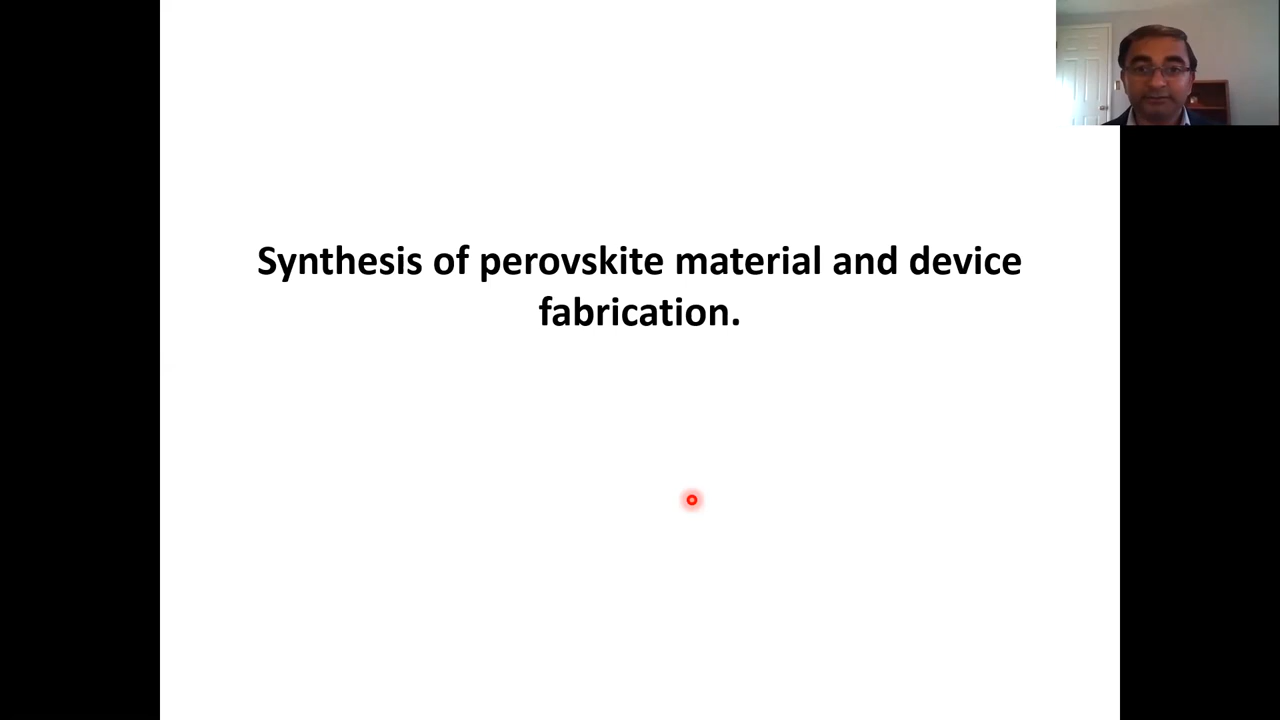 Synthesis of perovskite material and device
fabrication.